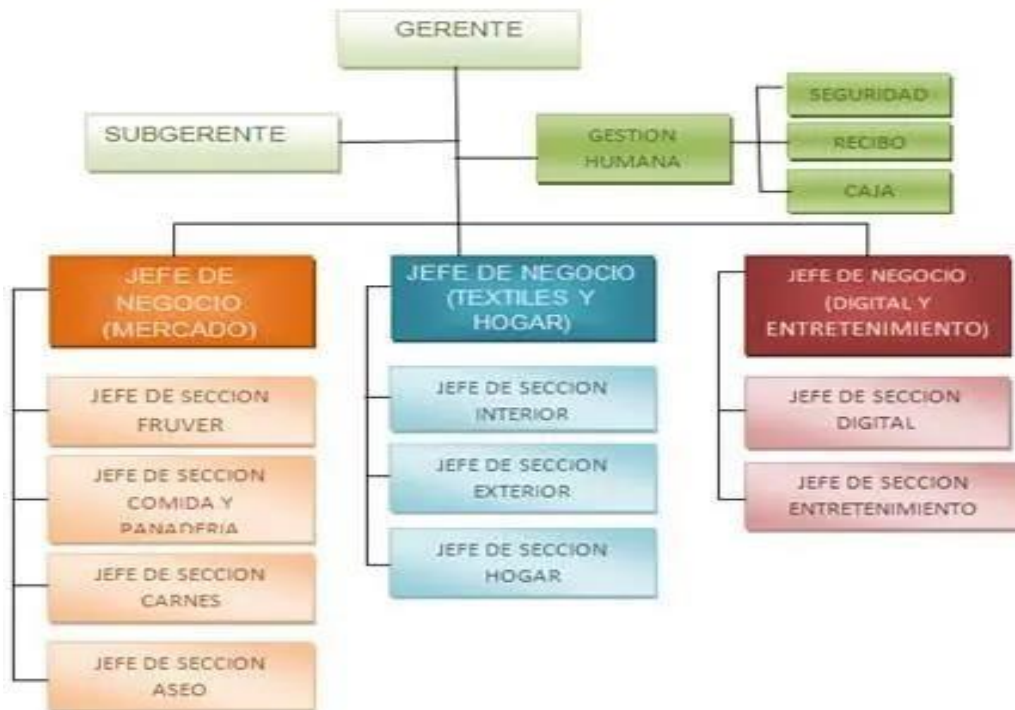 GERENTE
SEGURIDAD
SUBGERENTE
GESTION
HUMANA
RECIBO
CAJA
JEFE DE
NEGOCIO
(MERCADO)
JEFE DE SECCION
FRUVER
JEFE DE SECCION
COMIDA Y
PANADERIA
JEFE DE SECCION
CARNES
JEFE DE SECCION
ASEO
JEFE DE NEGOCIO
(TEXTILES Y
HOGAR)
JEFE DE SECCION
INTERIOR
JEFE DE SECCION
EXTERIOR
JEFE DE SECCION
HOGAR
JEFE DE NEGOCIO
(DIGITAL Y
ENTRETENIMIENTO)
JEFE DE SECCION
DIGITAL
JEFE DE SECCION
ENTRETENIMIENTO